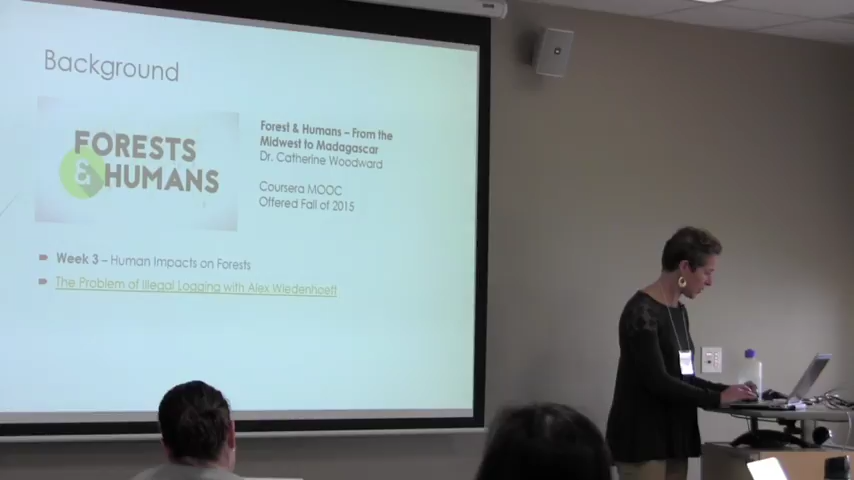 Background
FORESTS
& HUMANS
Forest & Humans – From the
Midwest to Madagascar
Dr. Catherine Woodward
Coursera MOOC
Offered Fall of 2015
Week 3 – Human Impacts on Forests
The Problem of Illegal Logging with Alex Wiedenhoeft